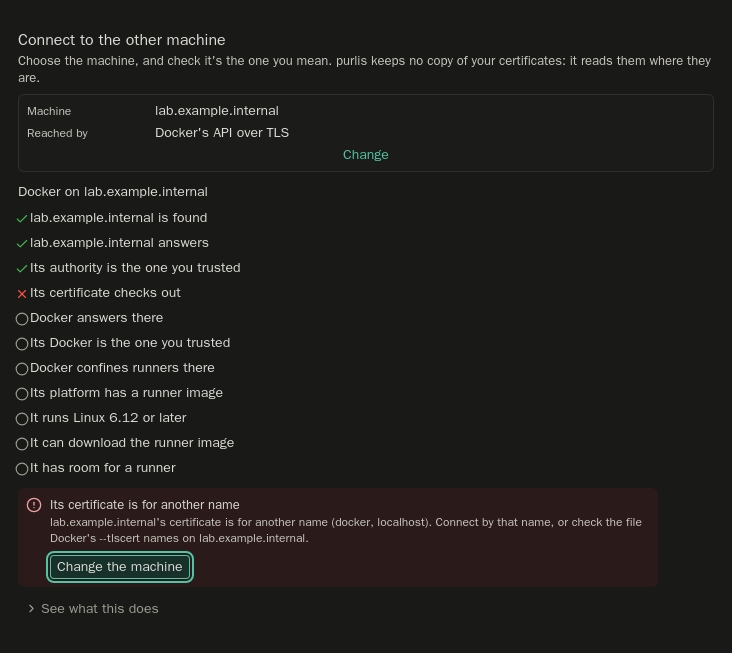 Connect to the other machine
Choose the machine, and check it's the one you mean. purlis keeps no copy of your certificates: it reads them where they
are.
Machine lab.example.internal
Reached by Docker's API over TLS
Change
Docker on lab.example.internal
lab.example.internal is found
lab.example.internal answers
Its authority is the one you trusted
Its certificate checks out
Docker answers there
Its Docker is the one you trusted
Docker confines runners there
Its platform has a runner image
It runs Linux 6.12 or later
It can download the runner image
It has room for a runner
Its certificate is for another name
lab.example.internal's certificate is for another name (docker, localhost). Connect by that name, or check the file
Docker's --tlscert names on lab.example.internal.
Change the machine
See what this does